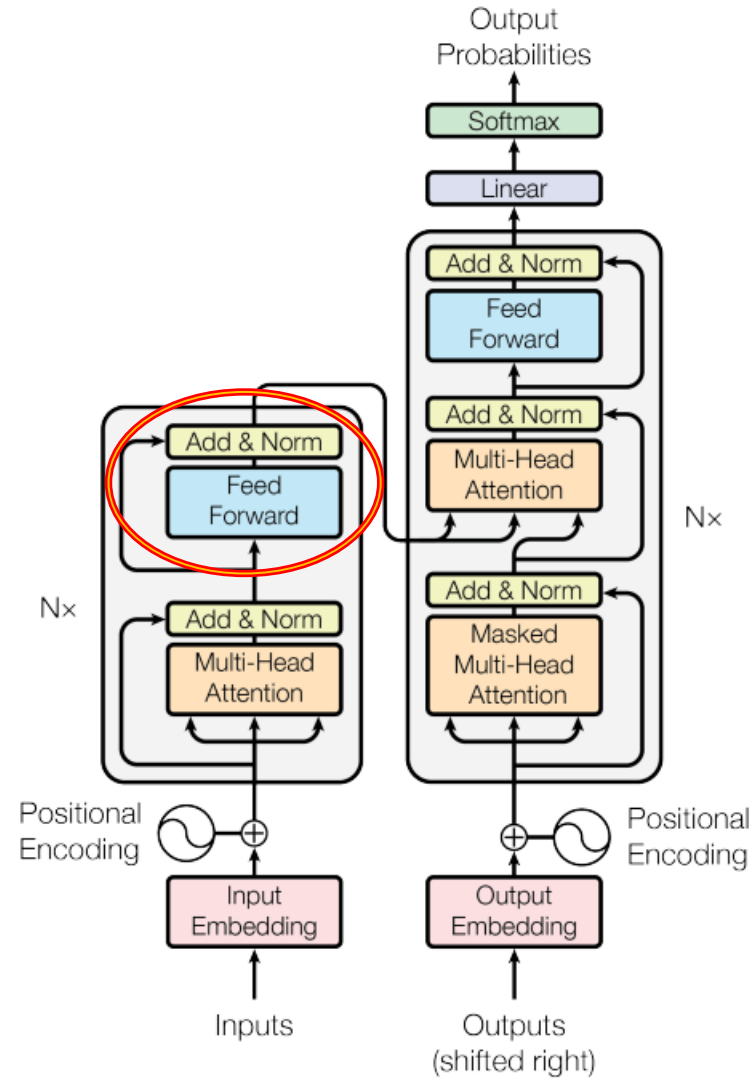 Output
Probabilities
Softmax
Linear
Add & Norm
Feed
Forward
Add & Norm
Multi-Head
Attention
Nx
Add & Norm
Masked
Multi-Head
Attention
Add & Norm
Feed
Forward
Nx
Add & Norm
Multi-Head
Attention
Positional
Encoding
Positional
Encoding
Input
Embedding
Output
Embedding
Inputs
Outputs
(shifted right)